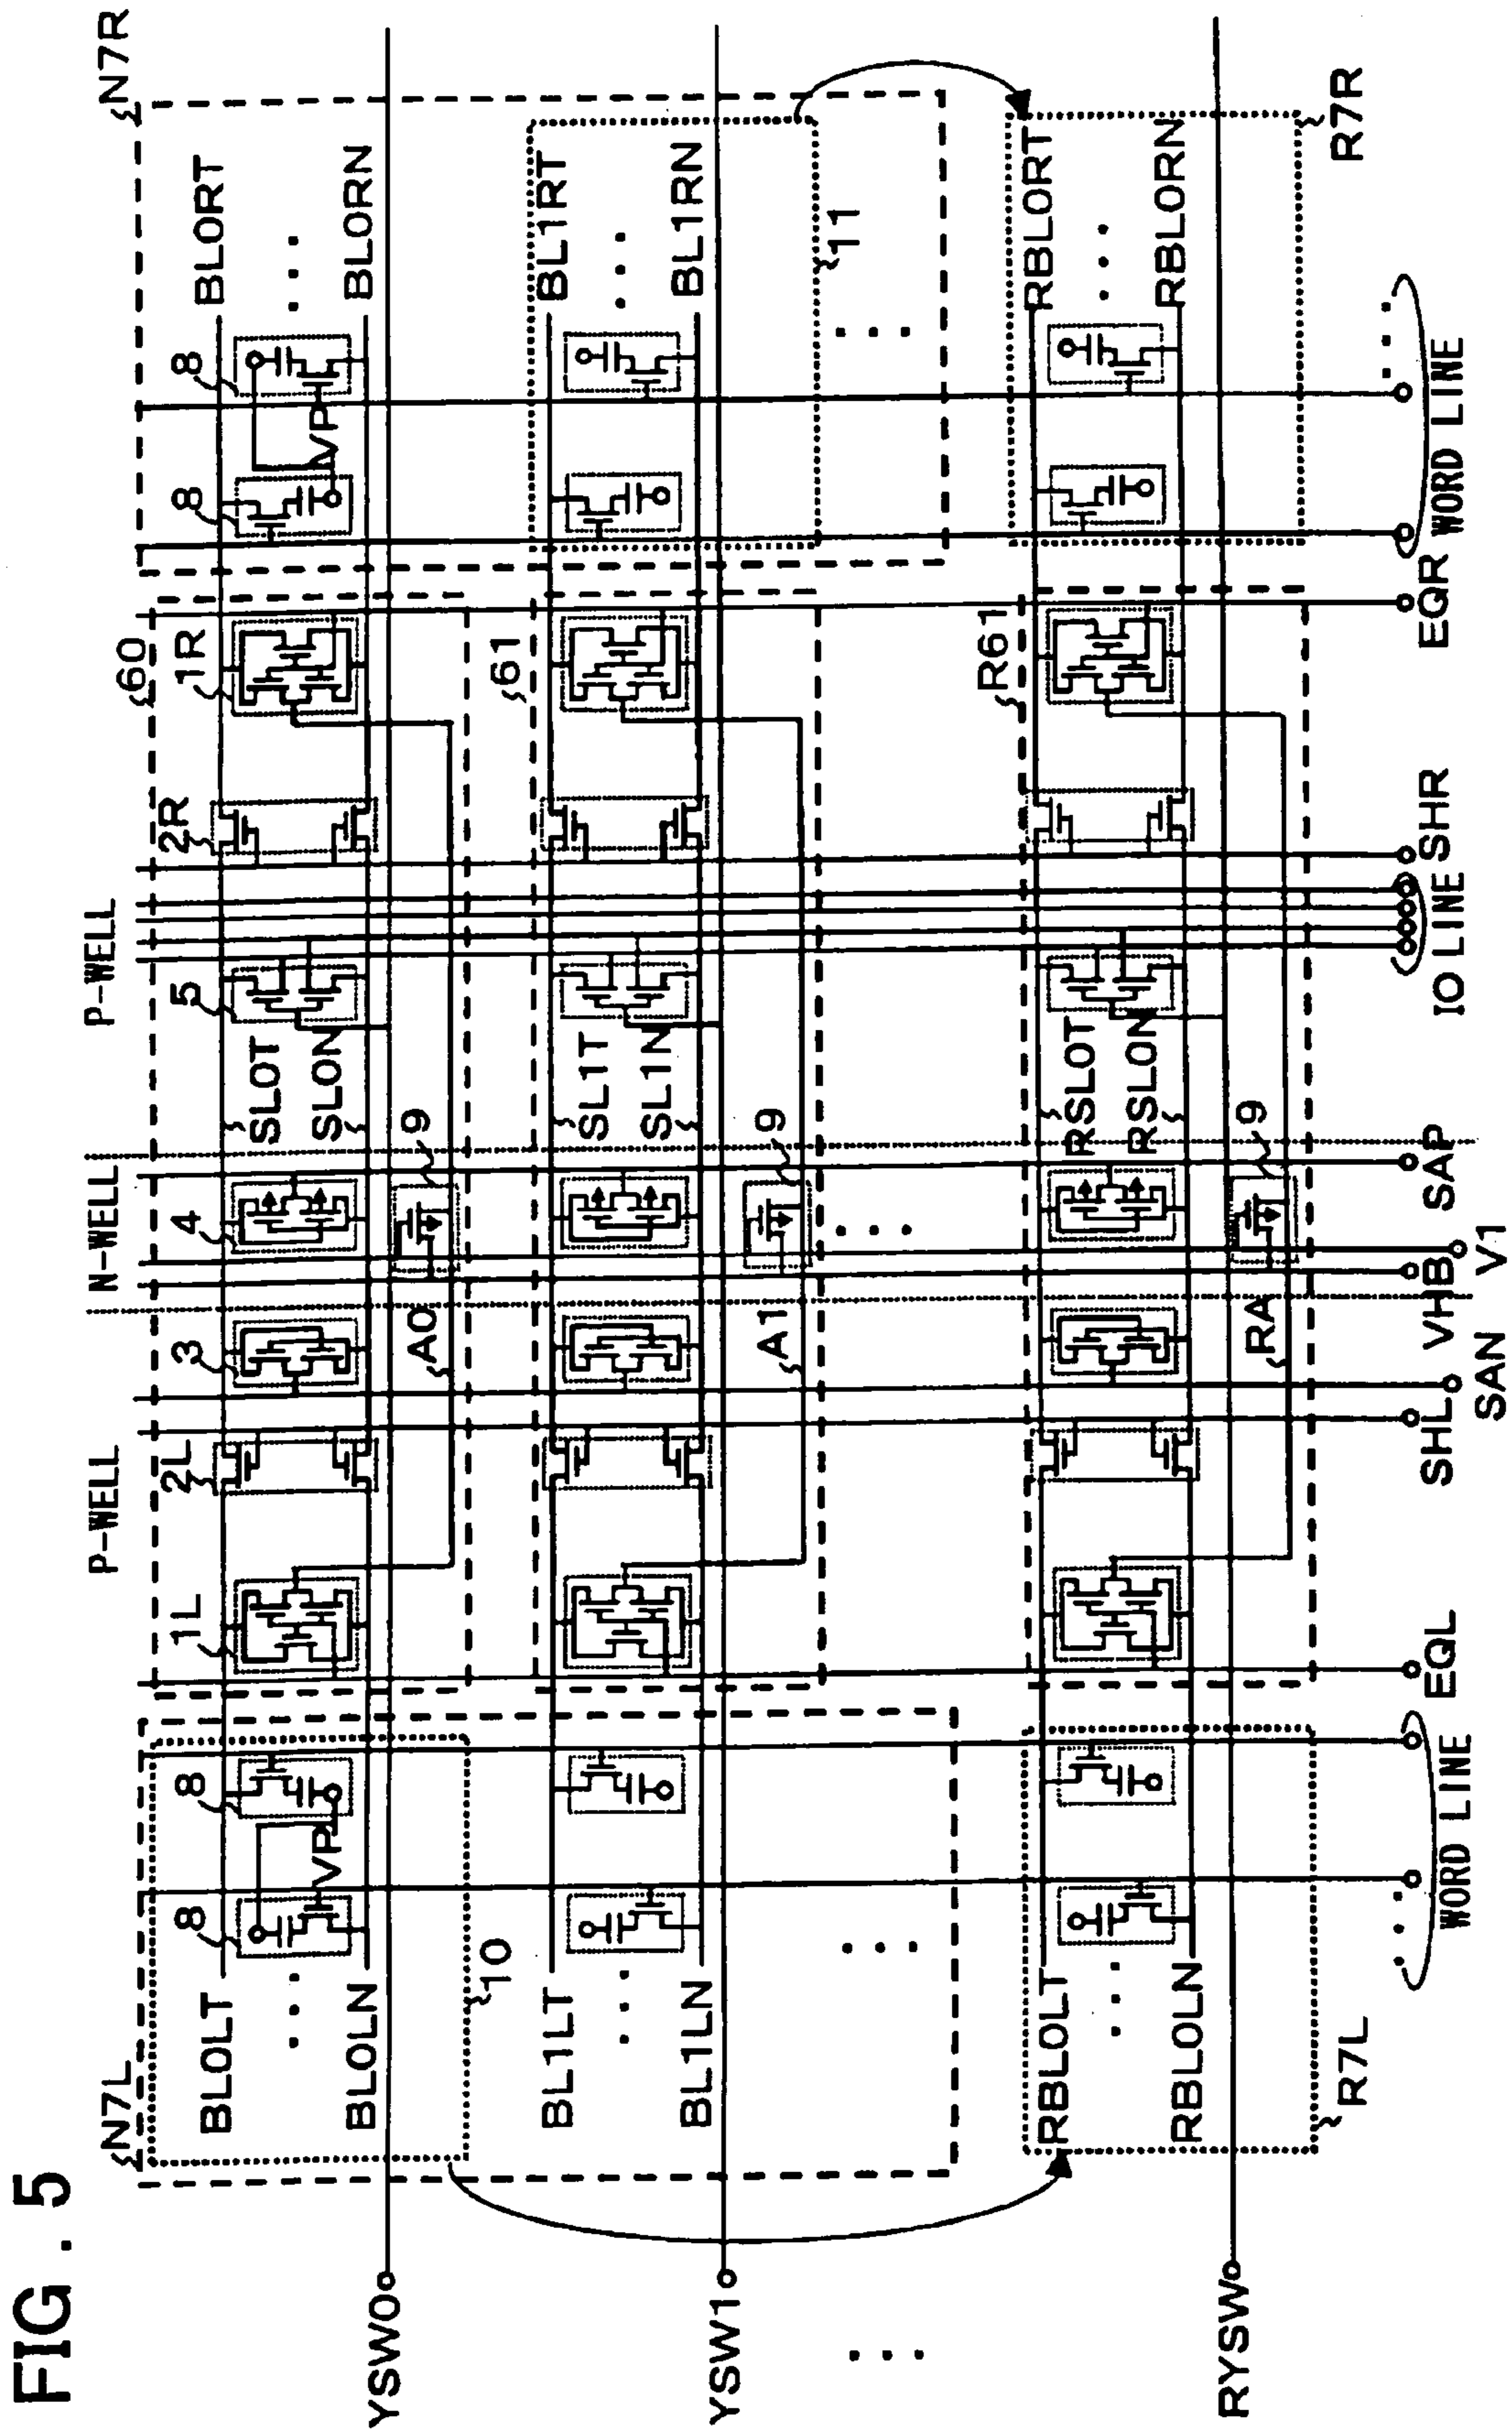 FIG. 5
P-WELL
N-WELL
P-WELL
N7L
N7R
8
8
1L
2L
3
4
5
2R
1R
60
8
8
BL0LT
SL0T
BL0RT
VP
VP
. . .
. . .
BL0LN
SL0N
BL0RN
YSW0
A0
9
10
61
BL1LT
SL1T
BL1RT
. . .
. . .
BL1LN
SL1N
BL1RN
YSW1
A1
9
11
. . .
. . .
. . .
. . .
R61
RBL0LT
RSL0T
RBL0RT
. . .
. . .
RBL0LN
RSL0N
RBL0RN
RYSW
RA
9
R7L
R7R
. . .
WORD LINE
EQL
SHL
SAN
VHB
V1
SAP
IO LINE
SHR
EQR
WORD LINE
. . .